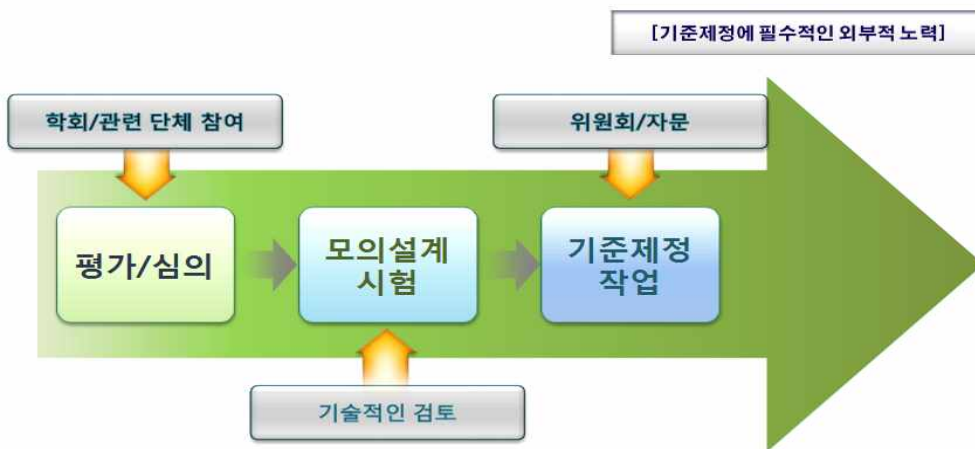 [기준제정에 필수적인 외부적 노력]
학회/관련 단체 참여
위원회/자문
평가/심의
모의설계
시험
기준제정
작업
기술적인 검토